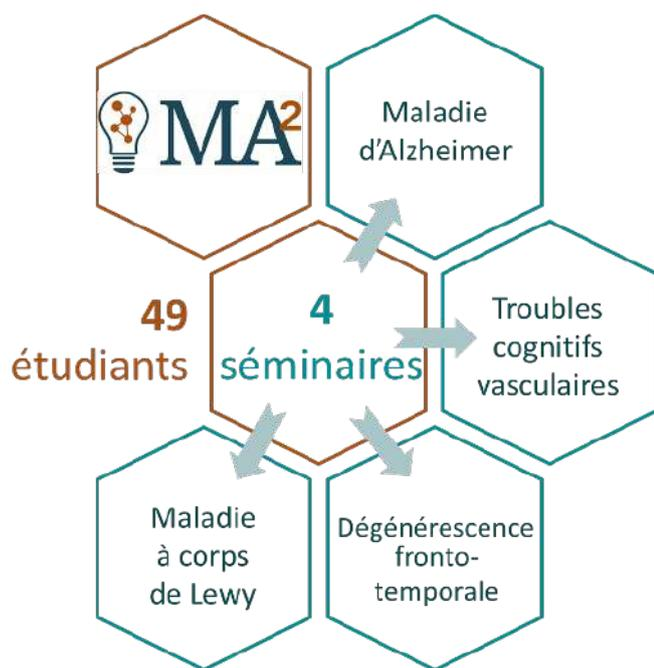 MA²
Maladie
d'Alzheimer
49
étudiants
4
séminaires
Troubles
cognitifs
vasculaires
Maladie
à corps
de Lewy
Dégénérescence
fronto-
temporale